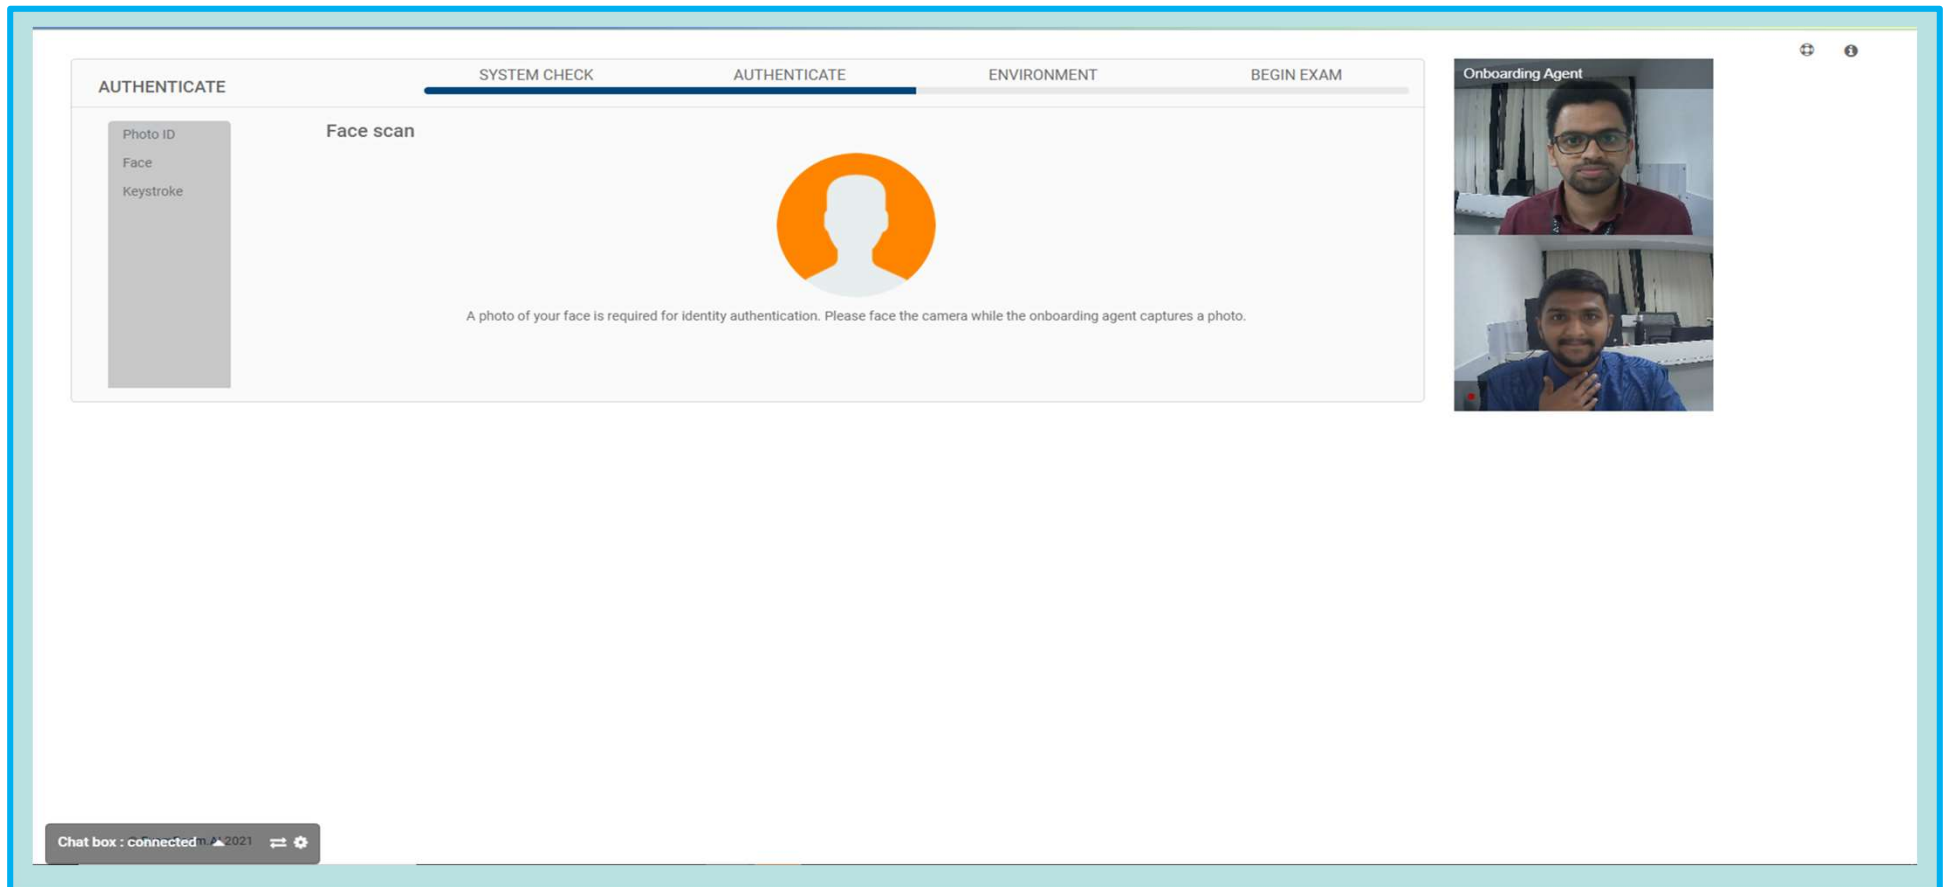 AUTHENTICATE
SYSTEM CHECK
AUTHENTICATE
ENVIRONMENT
BEGIN EXAM
Onboarding Agent
Photo ID
Face
Keystroke
Face scan
A photo of your face is required for identity authentication. Please face the camera while the onboarding agent captures a photo.
Chat box : connected
2021